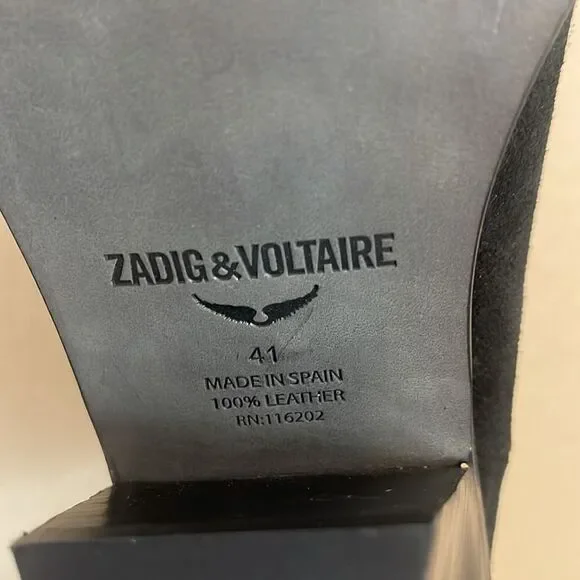 ZADIG & VOLTAIRE
41
MADE IN SPAIN
100% LEATHER
RN:116202